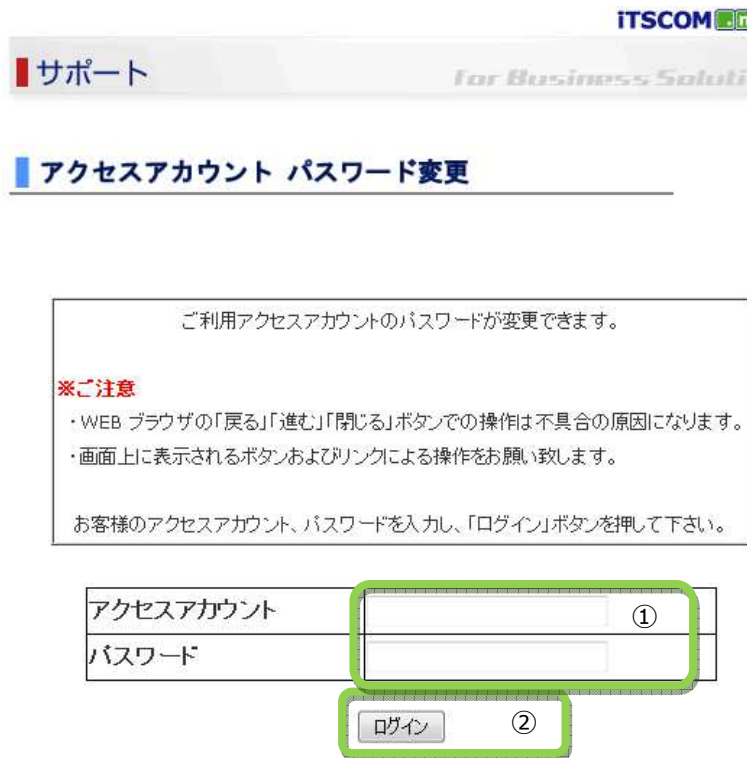 iTSCOM
サポート
For Business
アクセスアカウント パスワード変更
ご利用アクセスアカウントのパスワードが変更できます。
※ご注意
・WEB ブラウザの「戻る」「進む」「閉じる」ボタンでの操作は不具合の原因になります。
・画面上に表示されるボタンおよびリンクによる操作をお願い致します。
お客様のアクセスアカウント、パスワードを入力し、「ログイン」ボタンを押して下さい。
アクセスアカウント ①
パスワード
ログイン ②